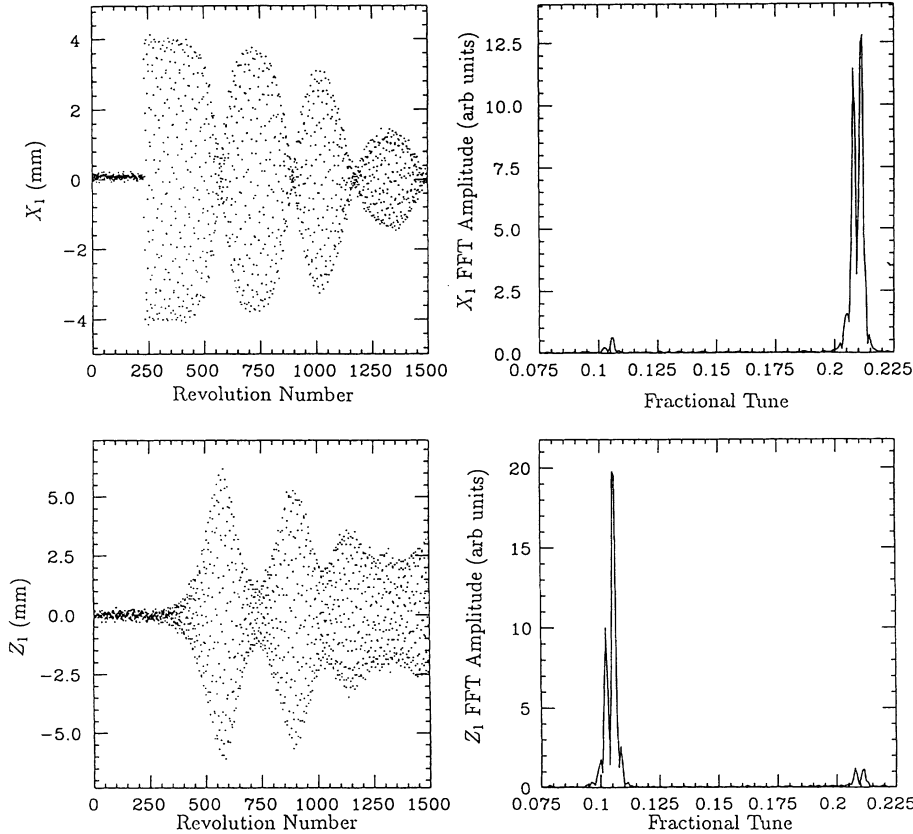 4
2
0
−2
−4
X₁ (mm)
0 250 500 750 1000 1250 1500
Revolution Number
12.5
10.0
7.5
5.0
2.5
0.0
X₁ FFT Amplitude (arb units)
0.075 0.1 0.125 0.15 0.175 0.2 0.225
Fractional Tune
5.0
2.5
0.0
−2.5
−5.0
Z₁ (mm)
0 250 500 750 1000 1250 1500
Revolution Number
20
15
10
5
0
Z₁ FFT Amplitude (arb units)
0.075 0.1 0.125 0.15 0.175 0.2 0.225
Fractional Tune